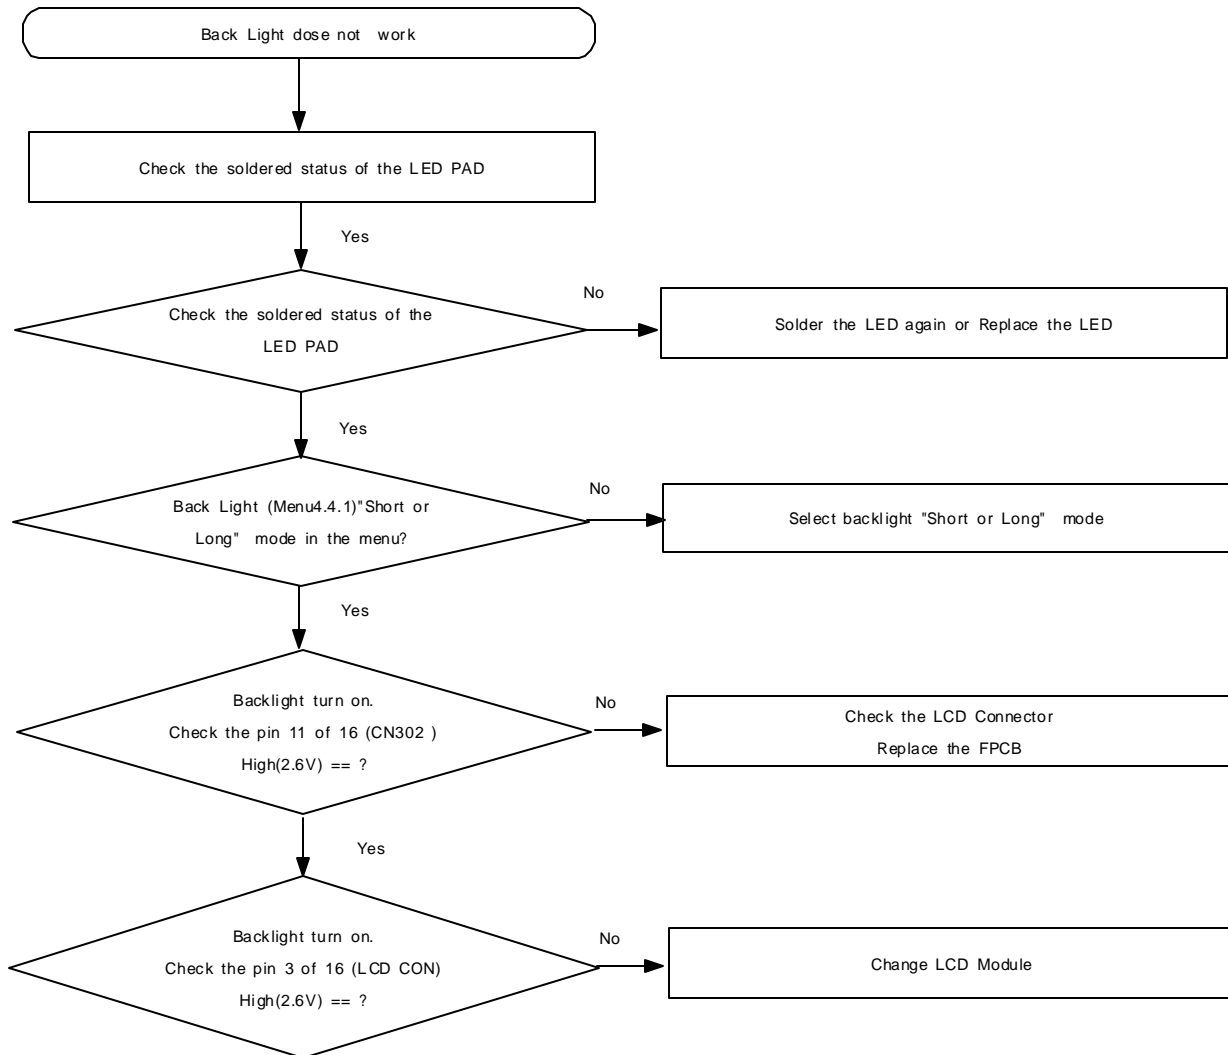 Back Light dose not work
Check the soldered status of the LED PAD
Yes
Check the soldered status of the
LED PAD
No
Solder the LED again or Replace the LED
Yes
Back Light (Menu4.4.1)"Short or
Long" mode in the menu?
No
Select backlight "Short or Long" mode
Yes
Backlight turn on.
Check the pin 11 of 16 (CN302 )
High(2.6V) == ?
No
Check the LCD Connector
Replace the FPCB
Yes
Backlight turn on.
Check the pin 3 of 16 (LCD CON)
High(2.6V) == ?
No
Change LCD Module